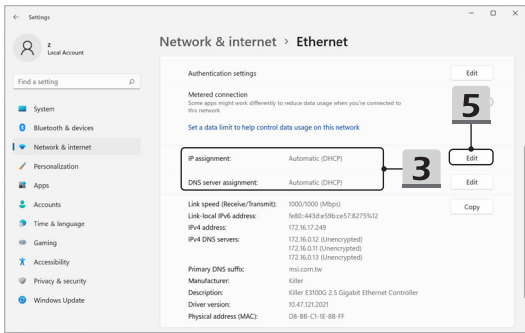 Settings
z
Local Account
Find a setting
System
Bluetooth & devices
Network & internet
Personalization
Apps
Accounts
Time & language
Gaming
Accessibility
Privacy & security
Windows Update
Network & internet > Ethernet
Authentication settings
Edit
Metered connection
Some apps might work differently to reduce data usage when you're connected to
this network
Set a data limit to help control data usage on this network
5
IP assignment: Automatic (DHCP)
Edit
3
DNS server assignment: Automatic (DHCP)
Edit
Link speed (Receive/Transmit): 1000/1000 (Mbps)
Copy
Link-local IPv6 address: fe80::443d:e59b:ce57:8275%12
IPv4 address: 172.16.17.249
IPv4 DNS servers: 172.16.0.12 (Unencrypted)
172.16.0.11 (Unencrypted)
172.16.0.13 (Unencrypted)
Primary DNS suffix: msi.com.tw
Manufacturer: Killer
Description: Killer E3100G 2.5 Gigabit Ethernet Controller
Driver version: 10.47.121.2021
Physical address (MAC): D8-BB-C1-1E-8B-FF